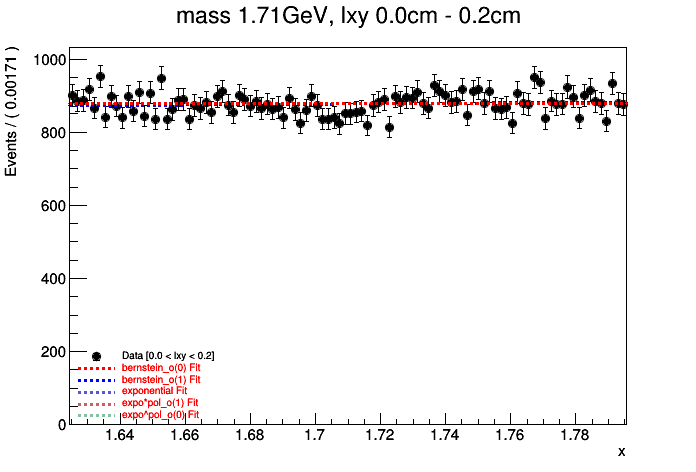 mass 1.71GeV, lxy 0.0cm - 0.2cm
Events / ( 0.00171 )
1000
800
600
400
200
0
Data [0.0 < lxy < 0.2]
bernstein_o(0) Fit
bernstein_o(1) Fit
exponential Fit
expo*pol_o(1) Fit
expo^pol_o(0) Fit
1.64 1.66 1.68 1.7 1.72 1.74 1.76 1.78
x